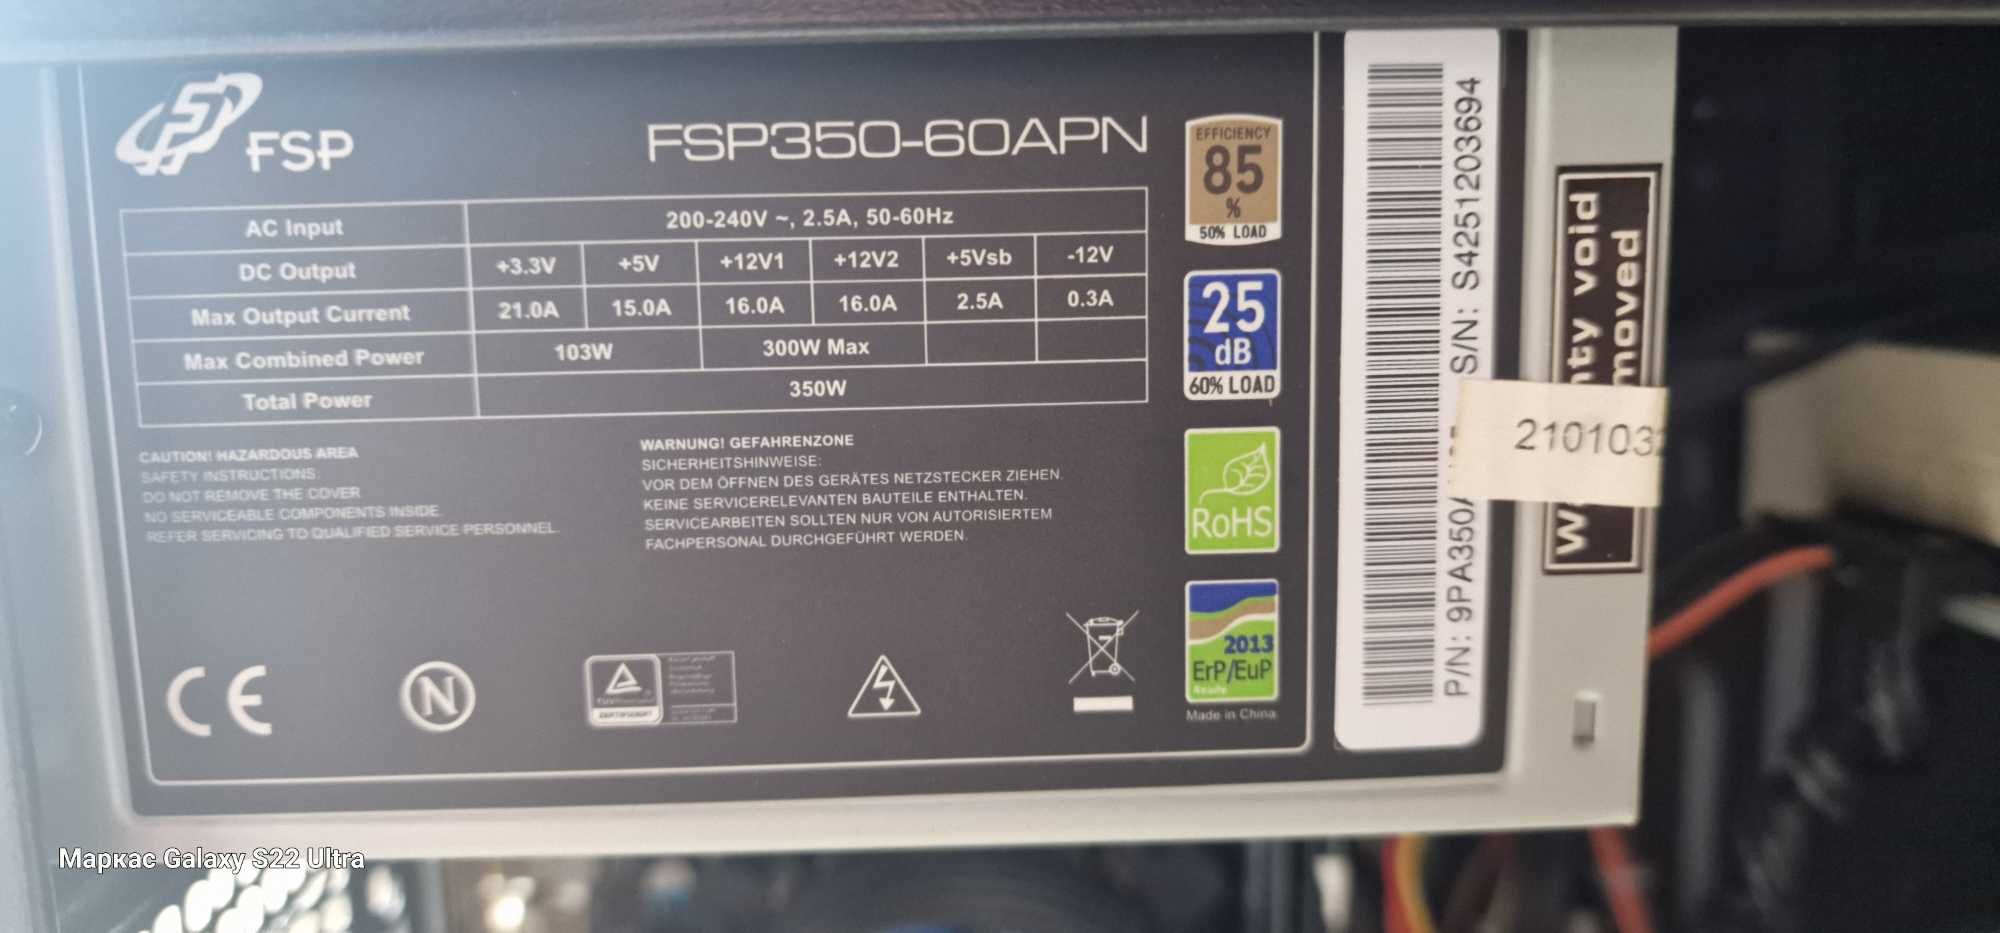 FSP
FSP350-60APN
AC Input 200-240V ~, 2.5A, 50-60Hz
DC Output +3.3V +5V +12V1 +12V2 +5Vsb -12V
Max Output Current 21.0A 15.0A 16.0A 16.0A 2.5A 0.3A
Max Combined Power 103W 300W Max
Total Power 350W
CAUTION! HAZARDOUS AREA
SAFETY INSTRUCTIONS:
DO NOT REMOVE THE COVER
NO SERVICEABLE COMPONENTS INSIDE.
REFER SERVICING TO QUALIFIED SERVICE PERSONNEL.
WARNUNG! GEFAHRENZONE
SICHERHEITSHINWEISE:
VOR DEM ÖFFNEN DES GERÄTES NETZSTECKER ZIEHEN.
KEINE SERVICERELEVANTEN BAUTEILE ENTHALTEN.
SERVICEARBEITEN SOLLTEN NUR VON AUTORISIERTEM
FACHPERSONAL DURCHGEFÜHRT WERDEN.
CE
N
EFFICIENCY
85
%
50% LOAD
25
dB
60% LOAD
RoHS
2013
ErP/EuP
Ready
Made in China
P/N: 9PA350A
S/N: S4251203694
void
moved
210103
Маркас Galaxy S22 Ultra